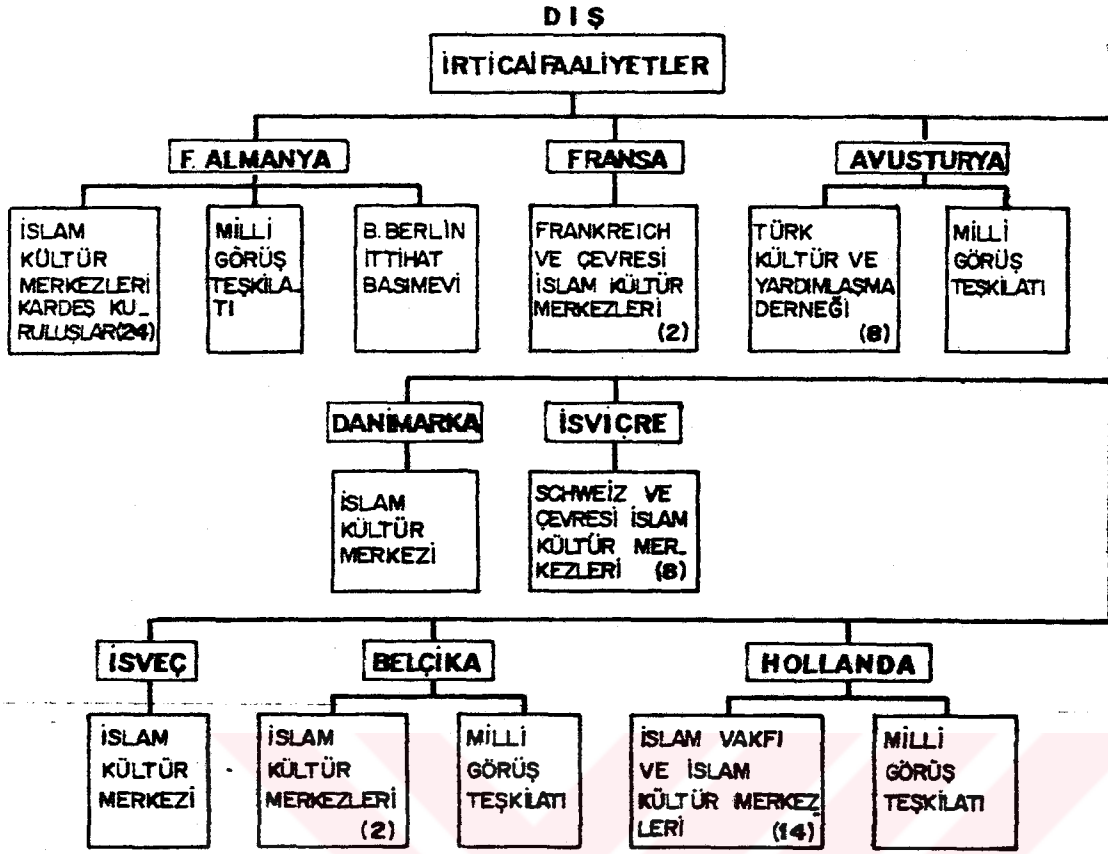 DIŞ
İRTİCAİ FAALİYETLER
F. ALMANYA
İSLAM
KÜLTÜR
MERKEZLERİ
KARDEŞ KU_
RULUŞLAR(24)
MİLLİ
GÖRÜŞ
TEŞKİLA_
TI
B. BERLİN
İTTİHAT
BASIMEVİ
FRANSA
FRANKREICH
VE ÇEVRESİ
İSLAM KÜLTÜR
MERKEZLERİ
(2)
AVUSTURYA
TÜRK
KÜLTÜR VE
YARDIMLAŞMA
DERNEĞİ
(8)
MİLLİ
GÖRÜŞ
TEŞKİLATI
DANİMARKA
İSLAM
KÜLTÜR
MERKEZİ
İSVİÇRE
SCHWEİZ VE
ÇEVRESİ İSLAM
KÜLTÜR MER_
KEZLERİ (8)
İSVEÇ
İSLAM
KÜLTÜR
MERKEZİ
BELÇİKA
İSLAM
KÜLTÜR
MERKEZLERİ
(2)
MİLLİ
GÖRÜŞ
TEŞKİLATI
HOLLANDA
İSLAM VAKFI
VE İSLAM
KÜLTÜR MERKEZ_
LERİ (14)
MİLLİ
GÖRÜŞ
TEŞKİLATI